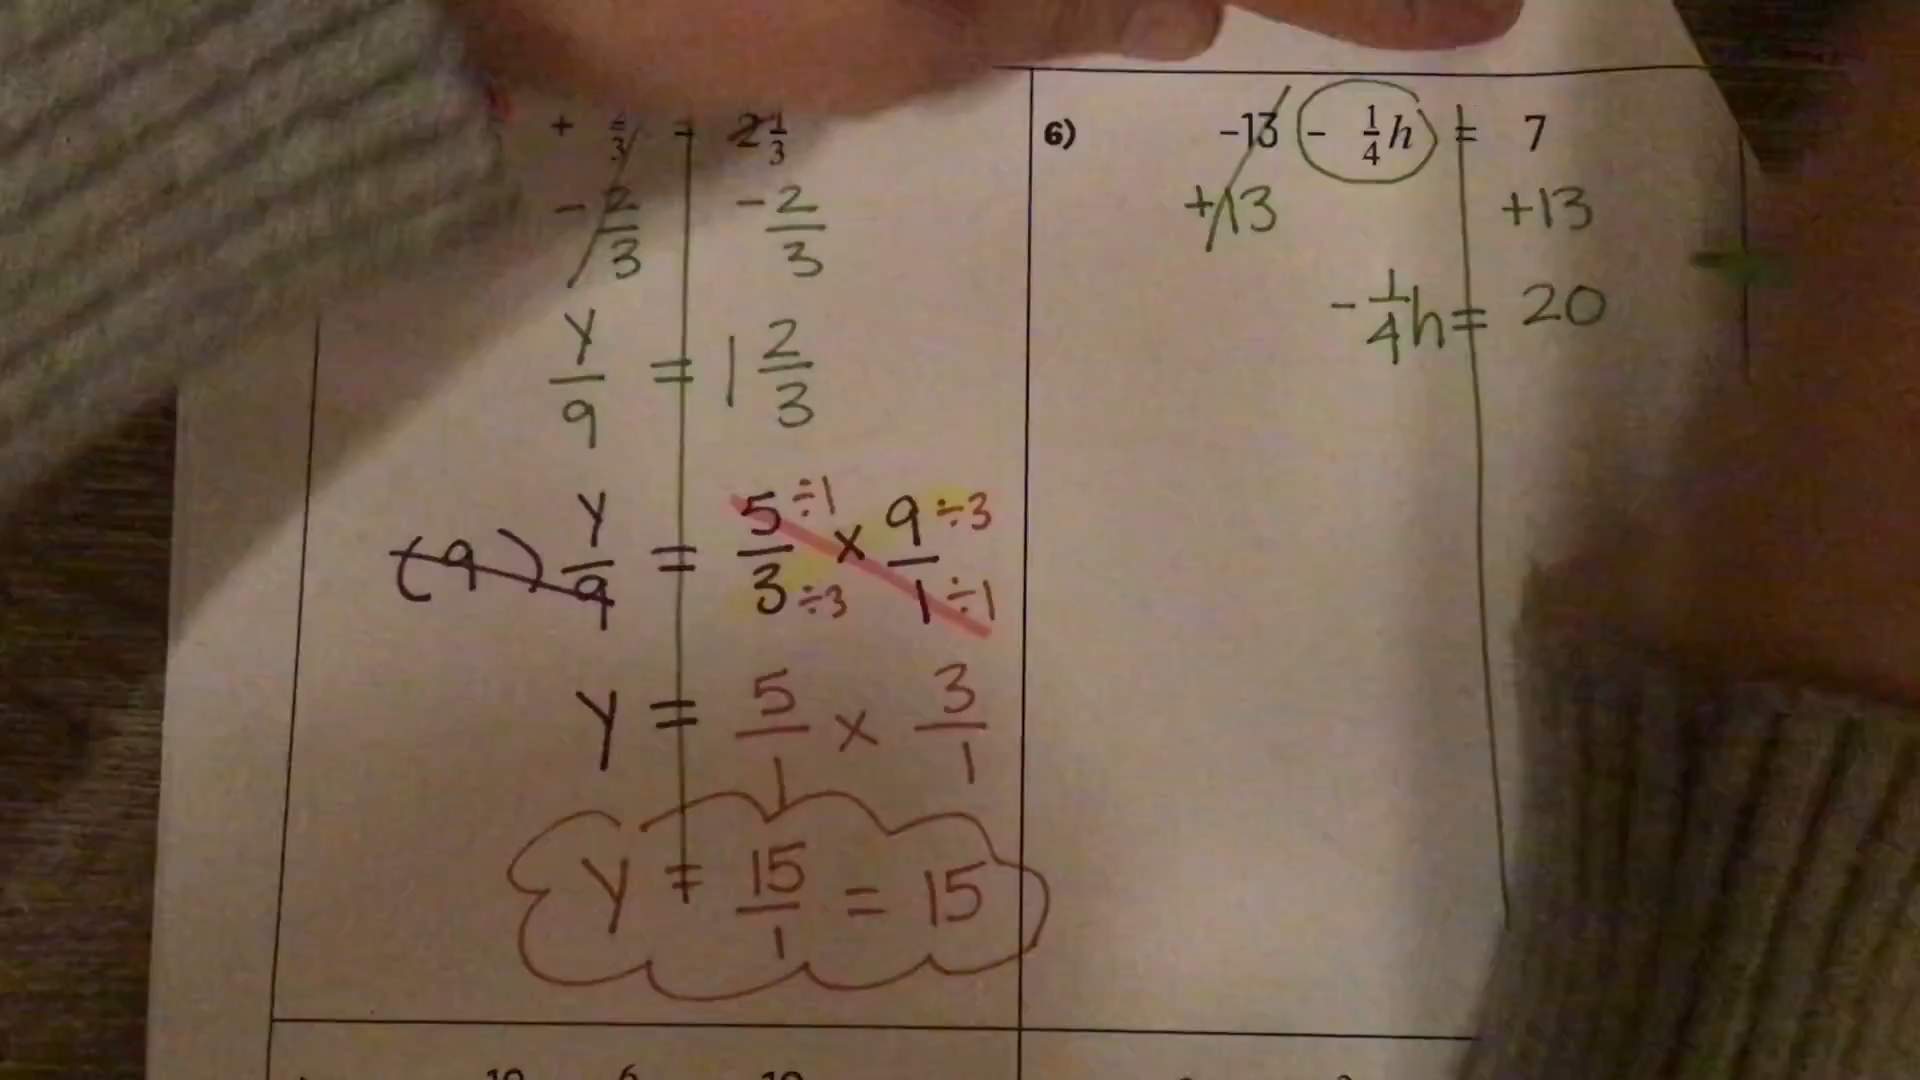 + 2/3 = 2 1/3
- 2/3 - 2/3
y/9 = 1 2/3
(9) y/9 = 5/3 ÷1 ÷3 x 9/1 ÷3 ÷1
y = 5/1 x 3/1
y = 15/1 = 15
6) -13 - 1/4 h = 7
+13 +13
- 1/4 h = 20